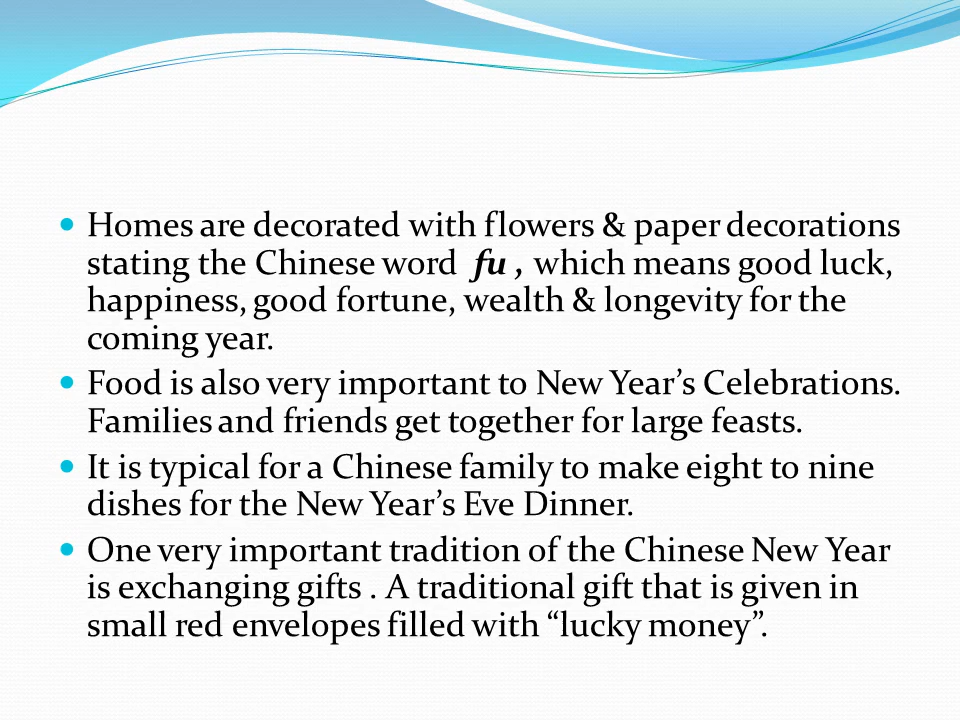 • Homes are decorated with flowers & paper decorations
stating the Chinese word fu , which means good luck,
happiness, good fortune, wealth & longevity for the
coming year.
• Food is also very important to New Year’s Celebrations.
Families and friends get together for large feasts.
• It is typical for a Chinese family to make eight to nine
dishes for the New Year’s Eve Dinner.
• One very important tradition of the Chinese New Year
is exchanging gifts . A traditional gift that is given in
small red envelopes filled with “lucky money”.